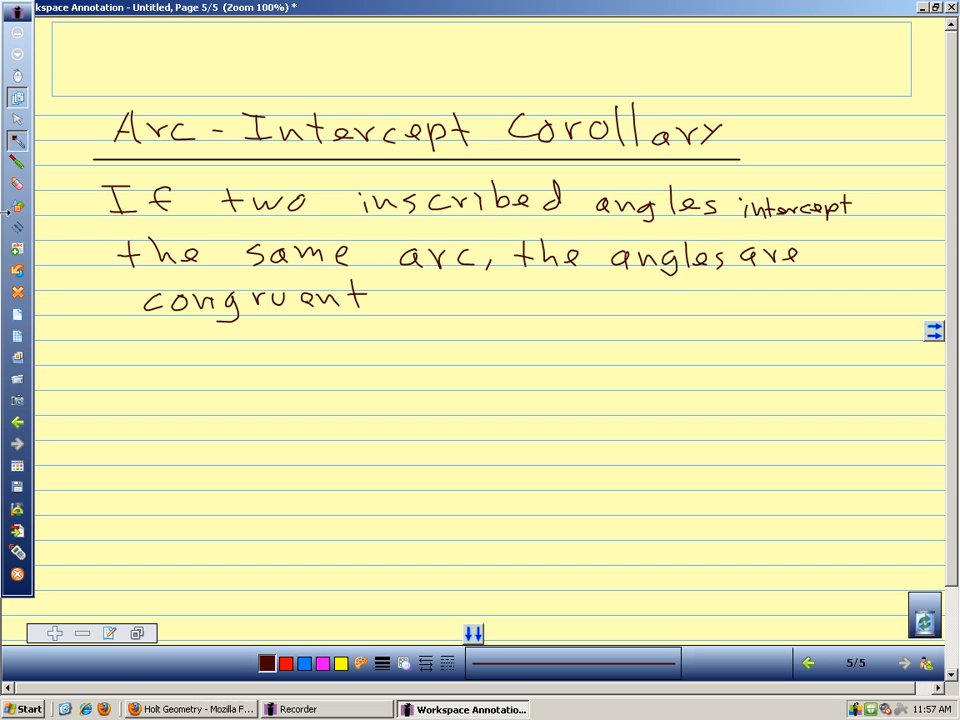 kspace Annotation - Untitled, Page 5/5 (Zoom 100%) *
Arc - Intercept Corollary
If two inscribed angles intercept
the same arc, the angles are
congruent
5/5
Start
Holt Geometry - Mozilla F...
Recorder
Workspace Annotatio...
11:57 AM